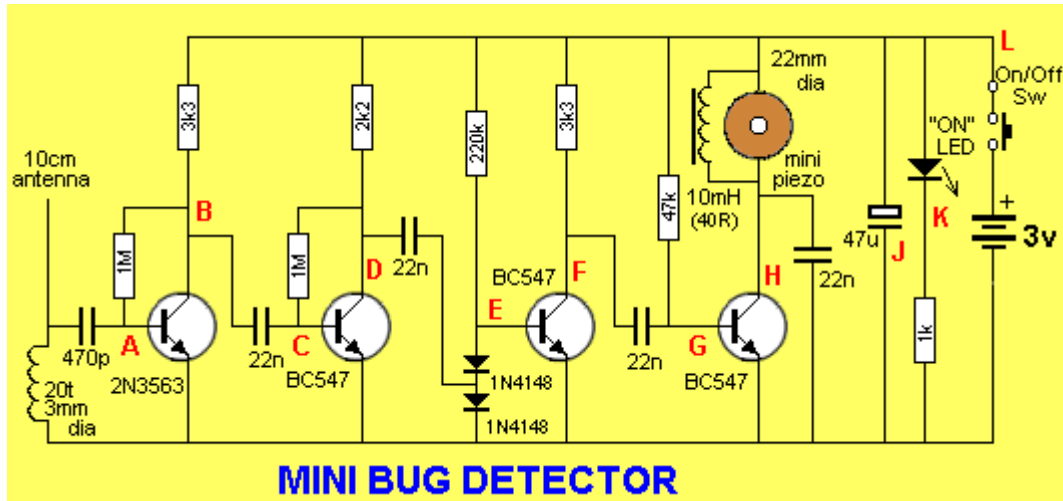 L
22mm
dia
On/Off
Sw
3k3
2k2
220k
3k3
"ON"
LED
10cm
antenna
mini
piezo
B
1M
1M
D
22n
47k
10mH
(40R)
+
3v
K
47u
J
22n
BC547
F
H
E
A
470p
2N3563
22n
C
BC547
22n
G
BC547
1k
20t
3mm
dia
1N4148
1N4148
MINI BUG DETECTOR